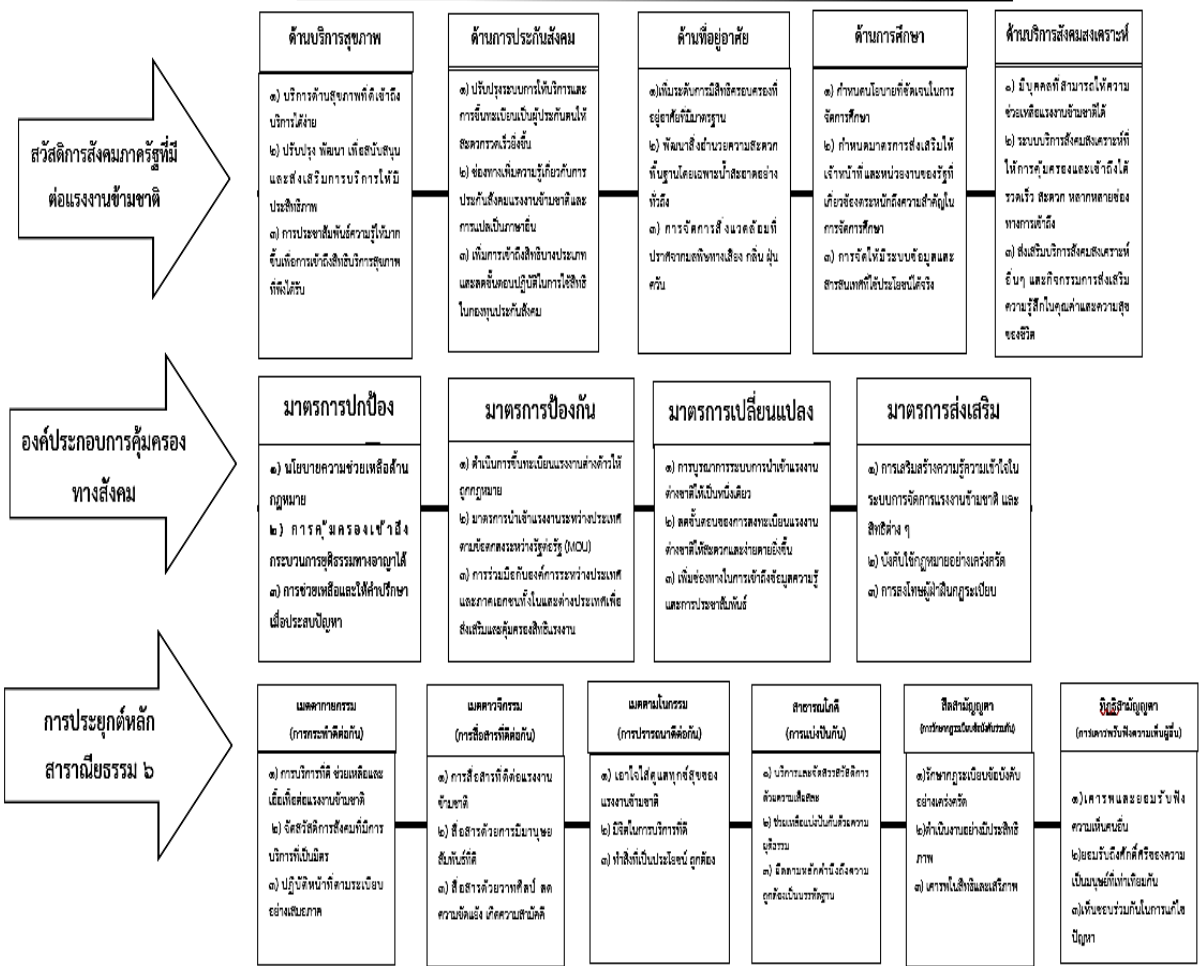 สวัสดิการสังคมภาครัฐที่มี
ต่อแรงงานข้ามชาติ
ด้านบริการสุขภาพ
๑) บริการด้านสุขภาพที่ดีเข้าถึง
บริการได้ง่าย
๒) ปรับปรุง พัฒนา เพื่อสนับสนุน
และส่งเสริมการบริการให้มี
ประสิทธิภาพ
๓) การประชาสัมพันธ์ความรู้ให้มาก
ขึ้นเพื่อการเข้าถึงสิทธิบริการสุขภาพ
ที่พึงได้รับ
ด้านการประกันสังคม
๑) ปรับปรุงระบบการให้บริการและ
การขึ้นทะเบียนเป็นผู้ประกันตนให้
สะดวกรวดเร็วยิ่งขึ้น
๒) ช่องทางเพิ่มความรู้เกี่ยวกับการ
ประกันสังคมแรงงานข้ามชาติและ
การแปลเป็นภาษาอื่น
๓) เพิ่มการเข้าถึงสิทธิบางประเภท
และลดขั้นตอนปฏิบัติในการใช้สิทธิ
ในกองทุนประกันสังคม
ด้านที่อยู่อาศัย
๑)เพิ่มระดับการมีสิทธิครอบครองที่
อยู่อาศัยที่มีมาตรฐาน
๒) พัฒนาสิ่งอำนวยความสะดวก
พื้นฐานโดยเฉพาะน้ำสะอาดอย่าง
ทั่วถึง
๓) การจัดการสิ่งแวดล้อมที่
ปราศจากมลพิษทางเสียง กลิ่น ฝุ่น
ควัน
ด้านการศึกษา
๑) กำหนดนโยบายที่ชัดเจนในการ
จัดการศึกษา
๒) กำหนดมาตรการส่งเสริมให้
เจ้าหน้าที่และหน่วยงานของรัฐที่
เกี่ยวข้องตระหนักถึงความสำคัญใน
การจัดการศึกษา
๓) การจัดให้มีระบบข้อมูลและ
สารสนเทศที่ใช้ประโยชน์ได้จริง
ด้านบริการสังคมสงเคราะห์
๑) มีบุคคลที่สามารถให้ความ
ช่วยเหลือแรงงานข้ามชาติได้
๒) ระบบบริการสังคมสงเคราะห์ที่
ให้การคุ้มครองและเข้าถึงได้
รวดเร็ว สะดวก หลากหลายช่อง
ทางการเข้าถึง
๓) ส่งเสริมบริการสังคมสงเคราะห์
อื่นๆ และกิจกรรมการส่งเสริม
ความรู้สึกในคุณค่าและความสุข
ของชีวิต
องค์ประกอบการคุ้มครอง
ทางสังคม
มาตรการปกป้อง
๑) นโยบายความช่วยเหลือด้าน
กฎหมาย
๒) การคุ้มครองเข้าถึง
กระบวนการยุติธรรมทางอาญาได้
๓) การช่วยเหลือและให้คำปรึกษา
เมื่อประสบปัญหา
มาตรการป้องกัน
๑) ดำเนินการขึ้นทะเบียนแรงงานต่างด้าวให้
ถูกกฎหมาย
๒) มาตรการนำเข้าแรงงานระหว่างประเทศ
ตามข้อตกลงระหว่างรัฐต่อรัฐ (MOU)
๓) การร่วมมือกับองค์การระหว่างประเทศ
และภาคเอกชนทั้งในและต่างประเทศเพื่อ
ส่งเสริมและคุ้มครองสิทธิแรงงาน
มาตรการเปลี่ยนแปลง
๑) การบูรณาการระบบการนำเข้าแรงงาน
ต่างชาติให้เป็นหนึ่งเดียว
๒) ลดขั้นตอนของการลงทะเบียนแรงงาน
ต่างชาติให้สะดวกและง่ายดายยิ่งขึ้น
๓) เพิ่มช่องทางในการเข้าถึงข้อมูลความรู้
และการประชาสัมพันธ์
มาตรการส่งเสริม
๑) การเสริมสร้างความรู้ความเข้าใจใน
ระบบการจัดการแรงงานข้ามชาติ และ
สิทธิต่าง ๆ
๒) บังคับใช้กฎหมายอย่างเคร่งครัด
๓) การลงโทษผู้ฝ่าฝืนกฎระเบียบ
การประยุกต์หลัก
สาราณียธรรม ๖
เมตตากายกรรม
(การกระทำดีต่อกัน)
๑) การบริการที่ดี ช่วยเหลือและ
เอื้อเฟื้อต่อแรงงานข้ามชาติ
๒) จัดสวัสดิการสังคมที่มีการ
บริการที่เป็นมิตร
๓) ปฏิบัติหน้าที่ตามระเบียบ
อย่างเสมอภาค
เมตตาวจีกรรม
(การสื่อสารที่ดีต่อกัน)
๑) การสื่อสารที่ดีต่อแรงงาน
ข้ามชาติ
๒) สื่อสารด้วยการมีมานุษย
สัมพันธ์ที่ดี
๓) สื่อสารด้วยวาทศิลป์ ลด
ความขัดแย้ง เกิดความสามัคคี
เมตตามโนกรรม
(การปรารถนาดีต่อกัน)
๑) เอาใจใส่ดูแลทุกข์สุขของ
แรงงานข้ามชาติ
๒) มีจิตในการบริการที่ดี
๓) ทำสิ่งที่เป็นประโยชน์ ถูกต้อง
สาธารณโภคี
(การแบ่งปันกัน)
๑) บริการและจัดสรรสวัสดิการ
ด้วยความเสียสละ
๒) ช่วยเหลือแบ่งปันกันด้วยความ
ยุติธรรม
๓) ยึดตามหลักคำนึงถึงความ
ถูกต้องเป็นบรรทัดฐาน
สีลสามัญญตา
(การรักษากฎระเบียบข้อบังคับร่วมกัน)
๑)รักษากฎระเบียบข้อบังคับ
อย่างเคร่งครัด
๒)ดำเนินงานอย่างมีประสิทธิ
ภาพ
๓) เคารพในสิทธิและเสรีภาพ
ทิฏฐิสามัญญตา
(การเคารพรับฟังความเห็นผู้อื่น)
๑)เคารพและยอมรับฟัง
ความเห็นคนอื่น
๒)ยอมรับถึงศักดิ์ศรีของความ
เป็นมนุษย์ที่เท่าเทียมกัน
๓)เห็นชอบร่วมกันในการแก้ไข
ปัญหา